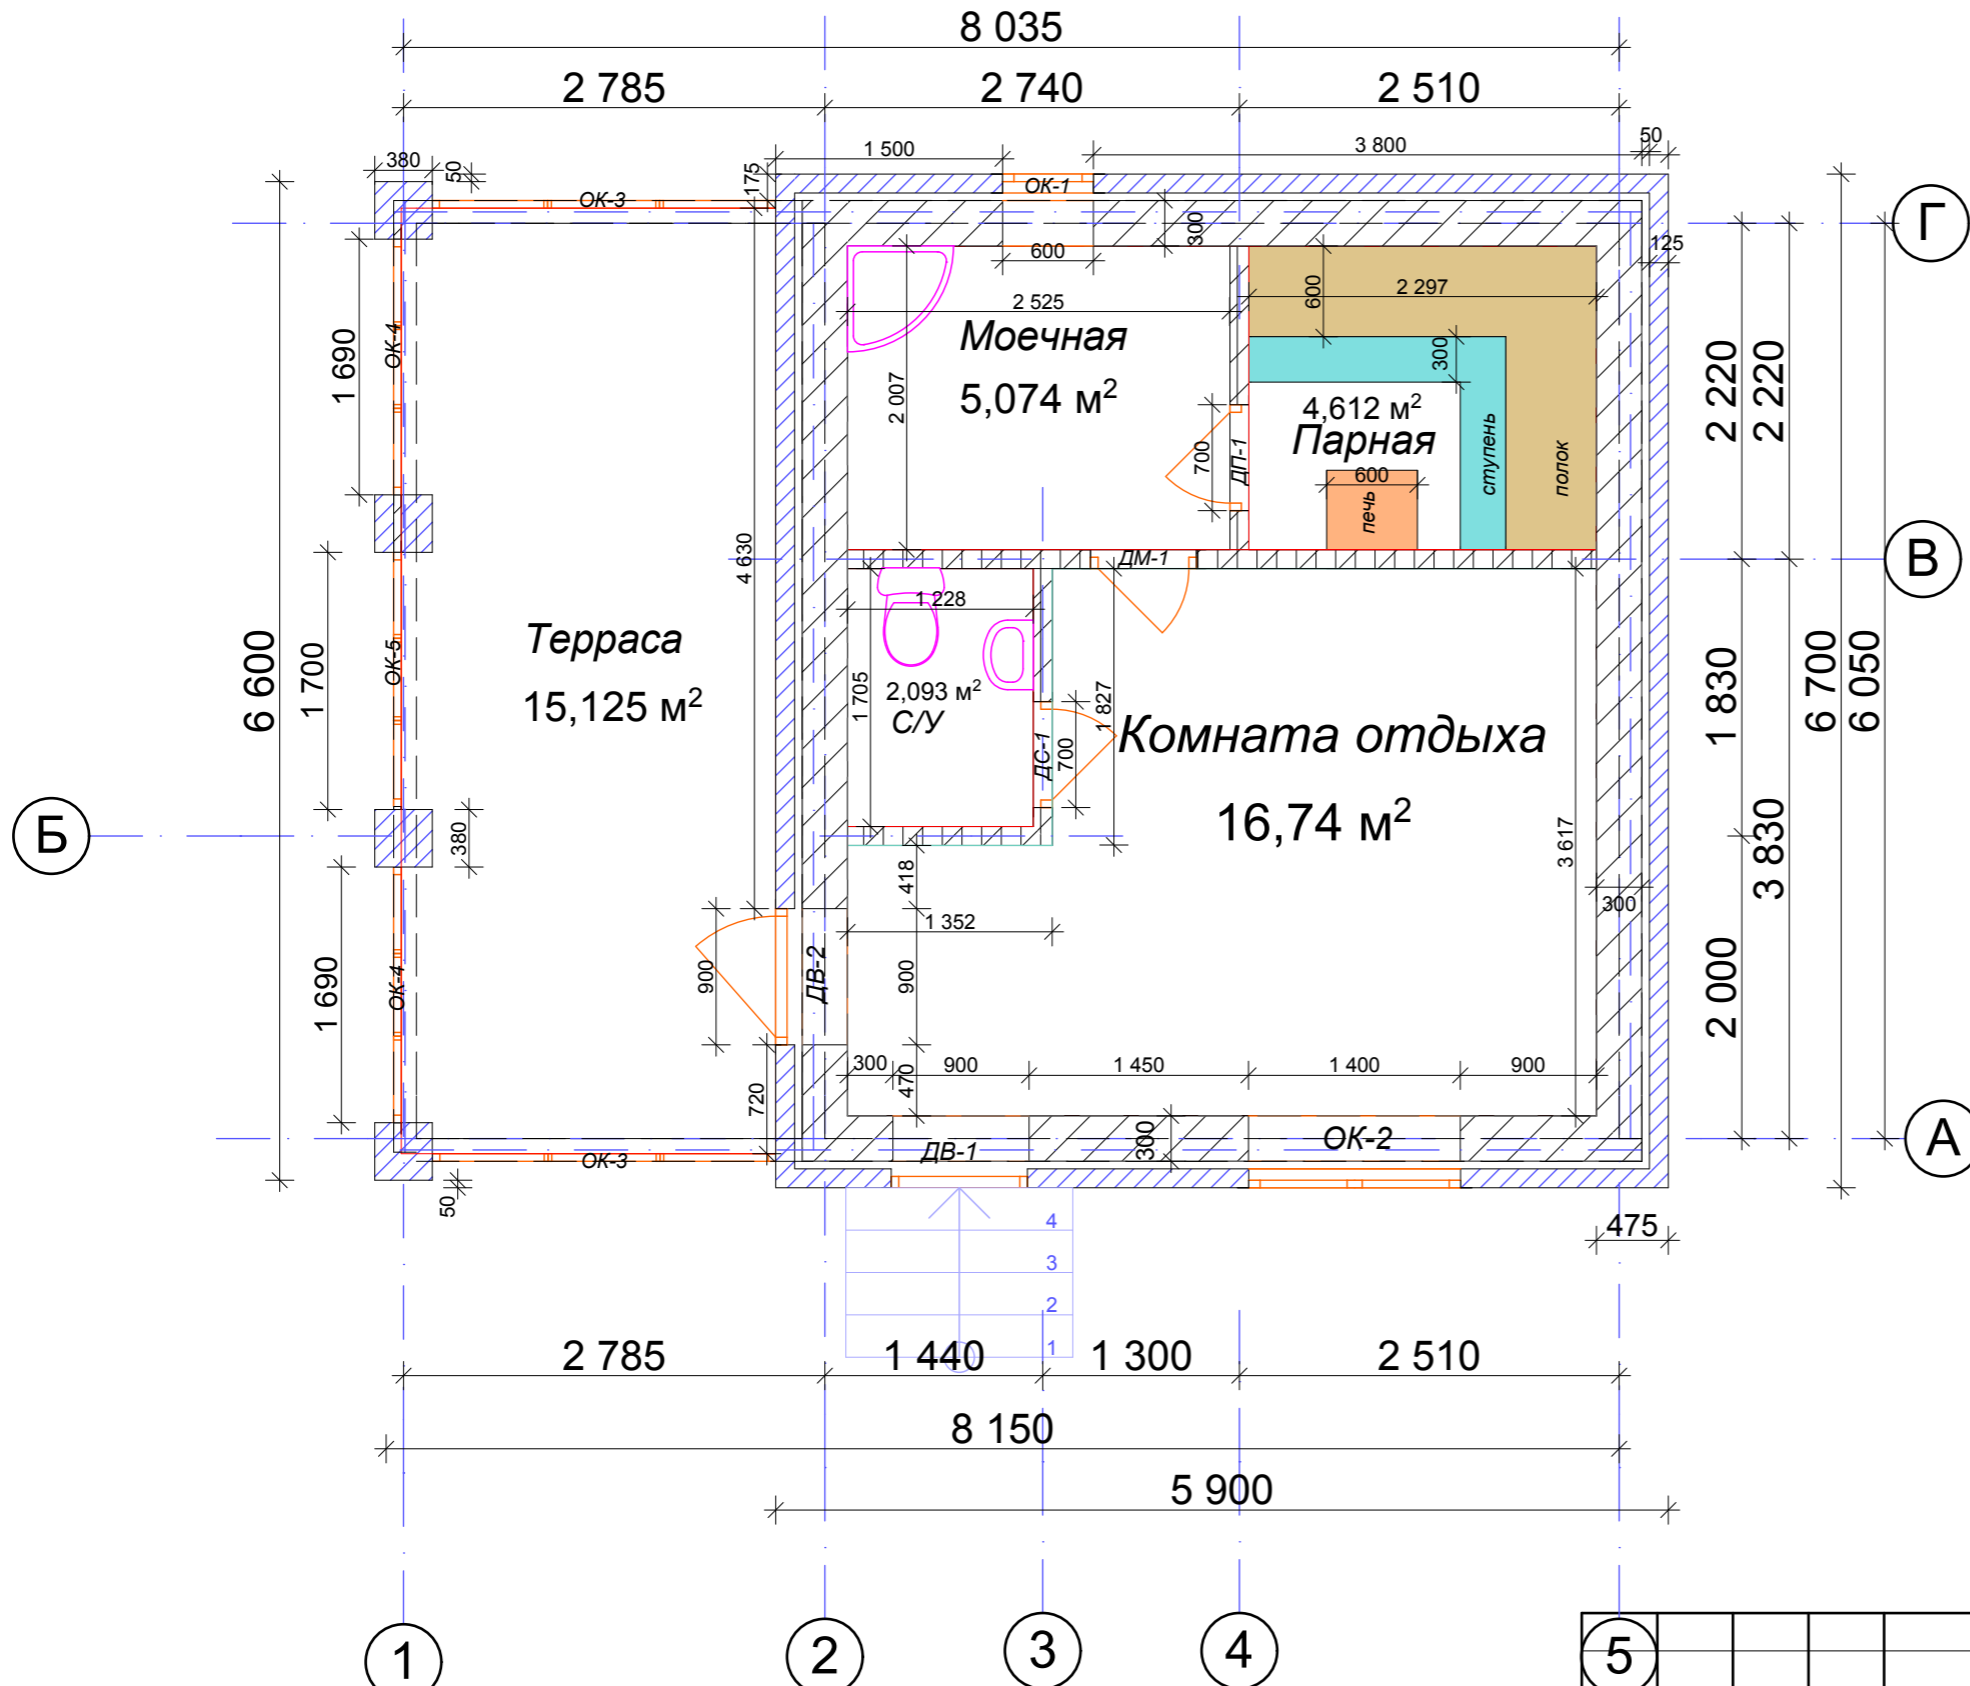 8 035
2 785
2 740
2 510
380
50
175
1 500
ОК-1
3 800
50
ОК-3
300
600
125
Г
6 600
1 690
ОК-4
2 525
Моечная
5,074 м²
2 007
600
2 297
300
4,612 м²
Парная
600
печь
ступень
полок
700
ДП-1
2 220
2 220
4 630
ДМ-1
В
1 700
ОК-5
Терраса
15,125 м²
1 228
1 705
2,093 м²
С/У
1 827
ДС-1
700
Комната отдыха
16,74 м²
3 617
1 830
3 830
6 700
6 050
Б
380
418
1 352
300
1 690
ОК-4
900
ДВ-2
900
2 000
720
470
300
900
1 450
1 400
900
ОК-3
ДВ-1
300
ОК-2
А
50
4
3
2
1
475
2 785
1 440
1 300
2 510
8 150
5 900
1
2
3
4
5